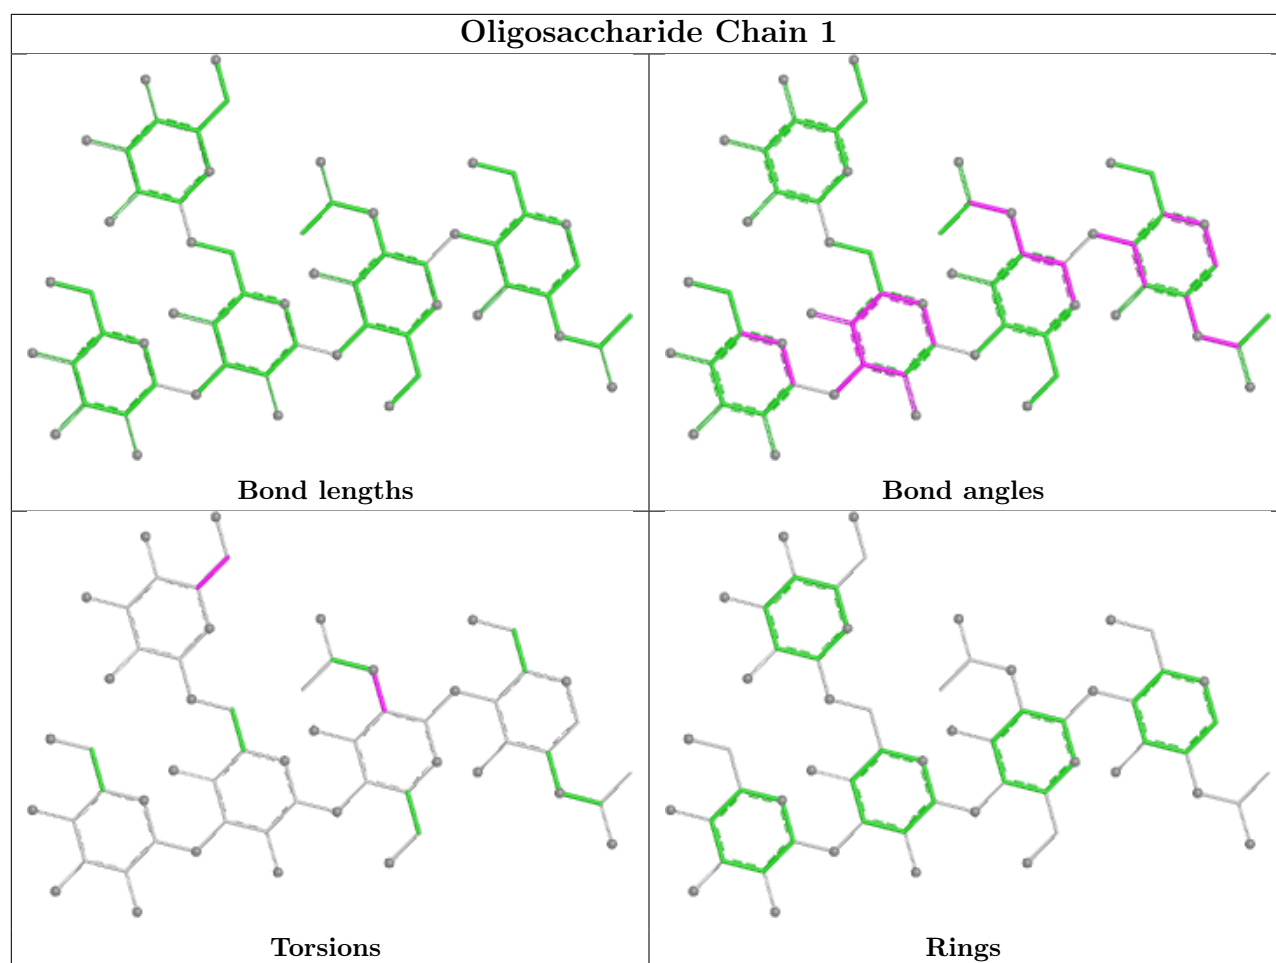 Oligosaccharide Chain 1
Bond lengths
Bond angles
Torsions
Rings